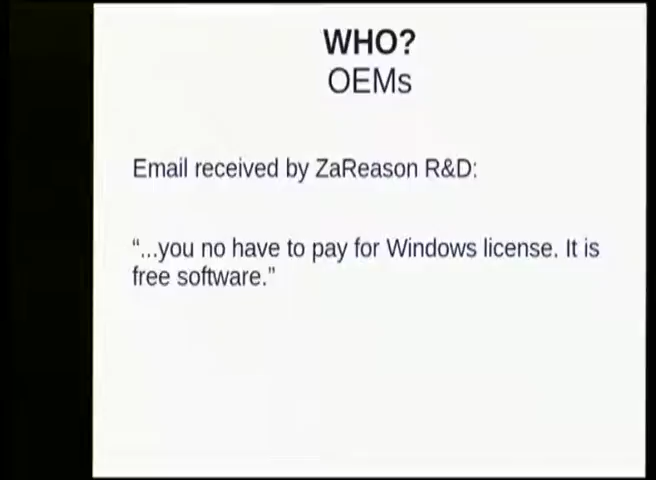 WHO?
OEMs
Email received by ZaReason R&D:
“...you no have to pay for Windows license. It is
free software.”